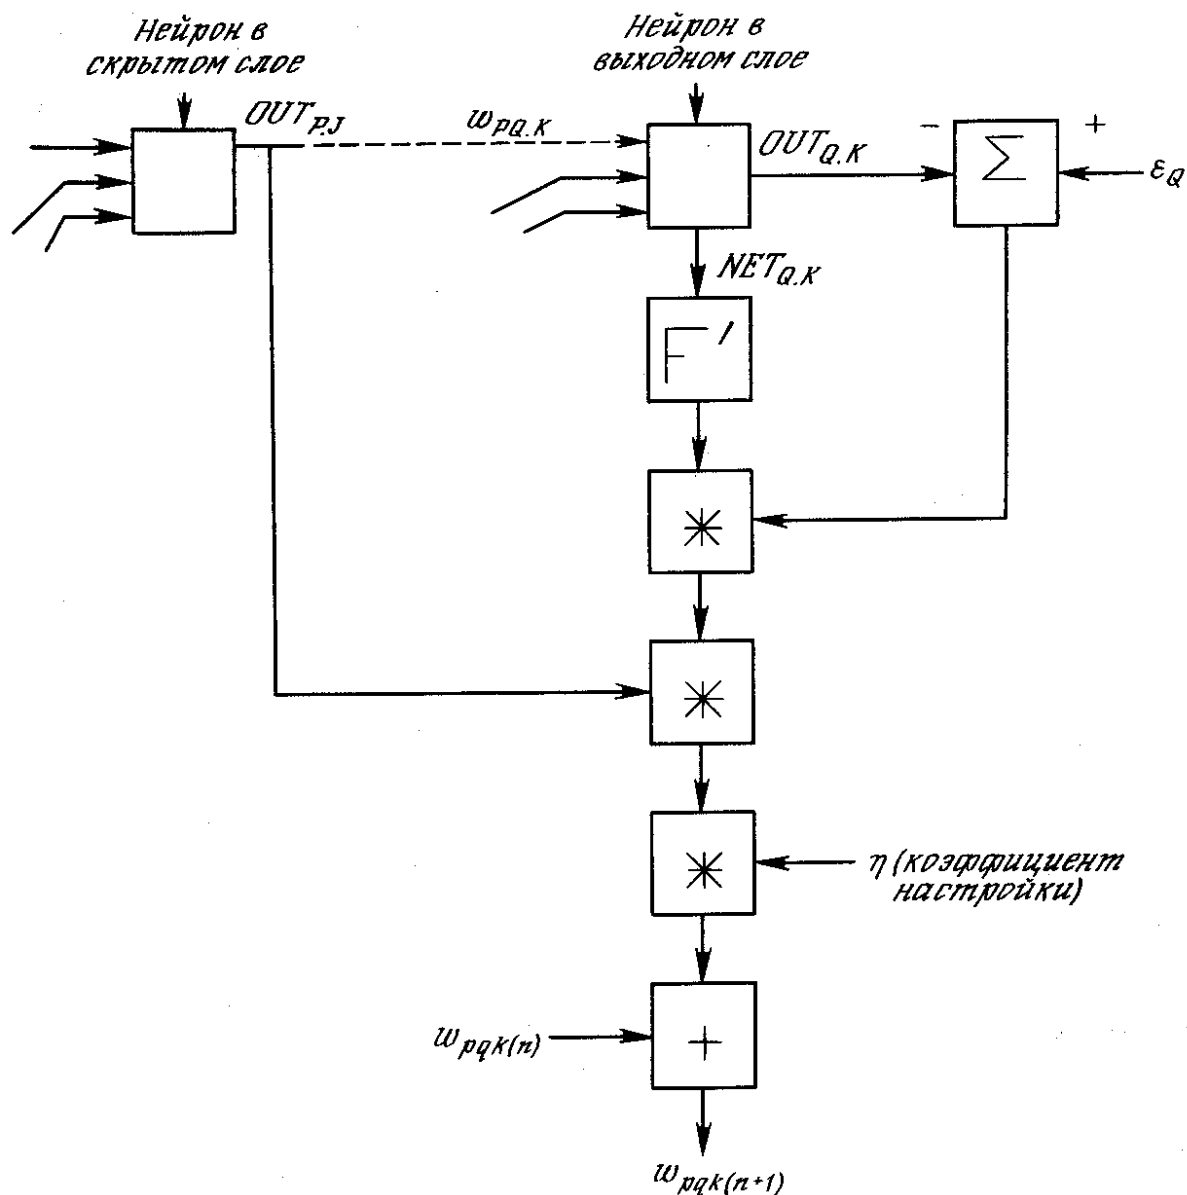 Нейрон в
скрытом слое
Нейрон в
выходном слое
OUT_P.J
w_PQ.K
OUT_Q.K
-
+
Σ
ε_Q
NET_Q.K
F′
*
*
*
η (коэффициент
настройки)
w_pqk(n)
+
w_pqk(n+1)